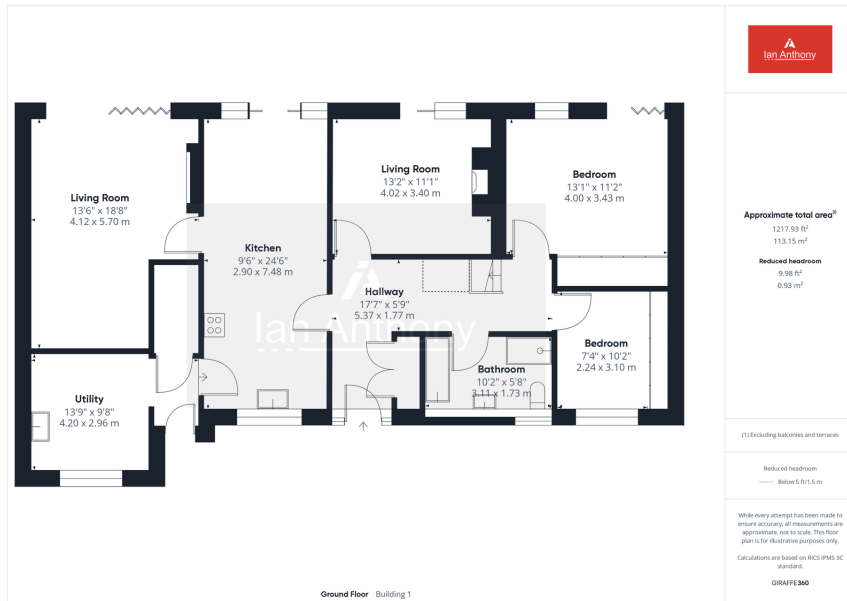 Living Room
13'6" x 18'8"
4.12 x 5.70 m
Kitchen
9'6" x 24'6"
2.90 x 7.48 m
Living Room
13'2" x 11'1"
4.02 x 3.40 m
Bedroom
13'1" x 11'2"
4.00 x 3.43 m
Hallway
17'7" x 5'9"
5.37 x 1.77 m
Ian Anthony
Bedroom
7'4" x 10'2"
2.24 x 3.10 m
Bathroom
10'2" x 5'8"
3.11 x 1.73 m
Utility
13'9" x 9'8"
4.20 x 2.96 m
Ground Floor Building 1
Ian Anthony
Approximate total area⁽¹⁾
1217.93 ft²
113.15 m²
Reduced headroom
9.98 ft²
0.93 m²
(1) Excluding balconies and terraces
Reduced headroom
Below 5 ft/1.5 m
While every attempt has been made to
ensure accuracy, all measurements are
approximate, not to scale. This floor
plan is for illustrative purposes only.
Calculations are based on RICS IPMS 3C
standard.
GIRAFFE360